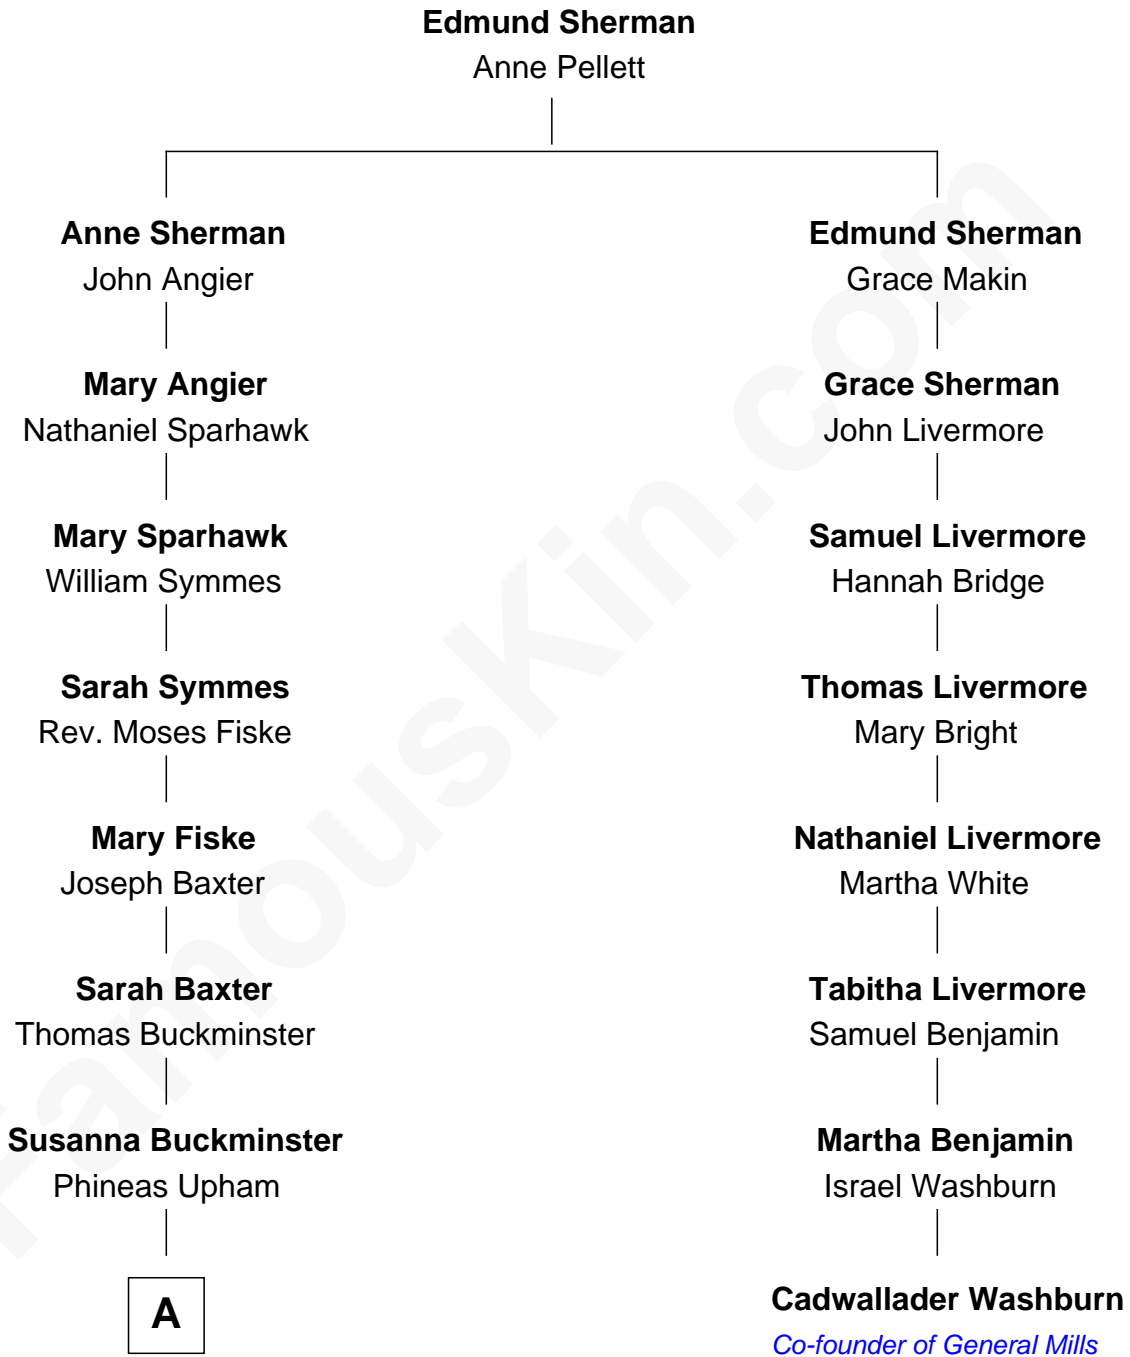 Edmund Sherman
Anne Pellett
Anne Sherman
John Angier
Edmund Sherman
Grace Makin
Mary Angier
Nathaniel Sparhawk
Grace Sherman
John Livermore
Mary Sparhawk
William Symmes
Samuel Livermore
Hannah Bridge
Sarah Symmes
Rev. Moses Fiske
Thomas Livermore
Mary Bright
Mary Fiske
Joseph Baxter
Nathaniel Livermore
Martha White
Sarah Baxter
Thomas Buckminster
Tabitha Livermore
Samuel Benjamin
Susanna Buckminster
Phineas Upham
Martha Benjamin
Israel Washburn
A
Cadwallader Washburn
Co-founder of General Mills
FamousKin.com